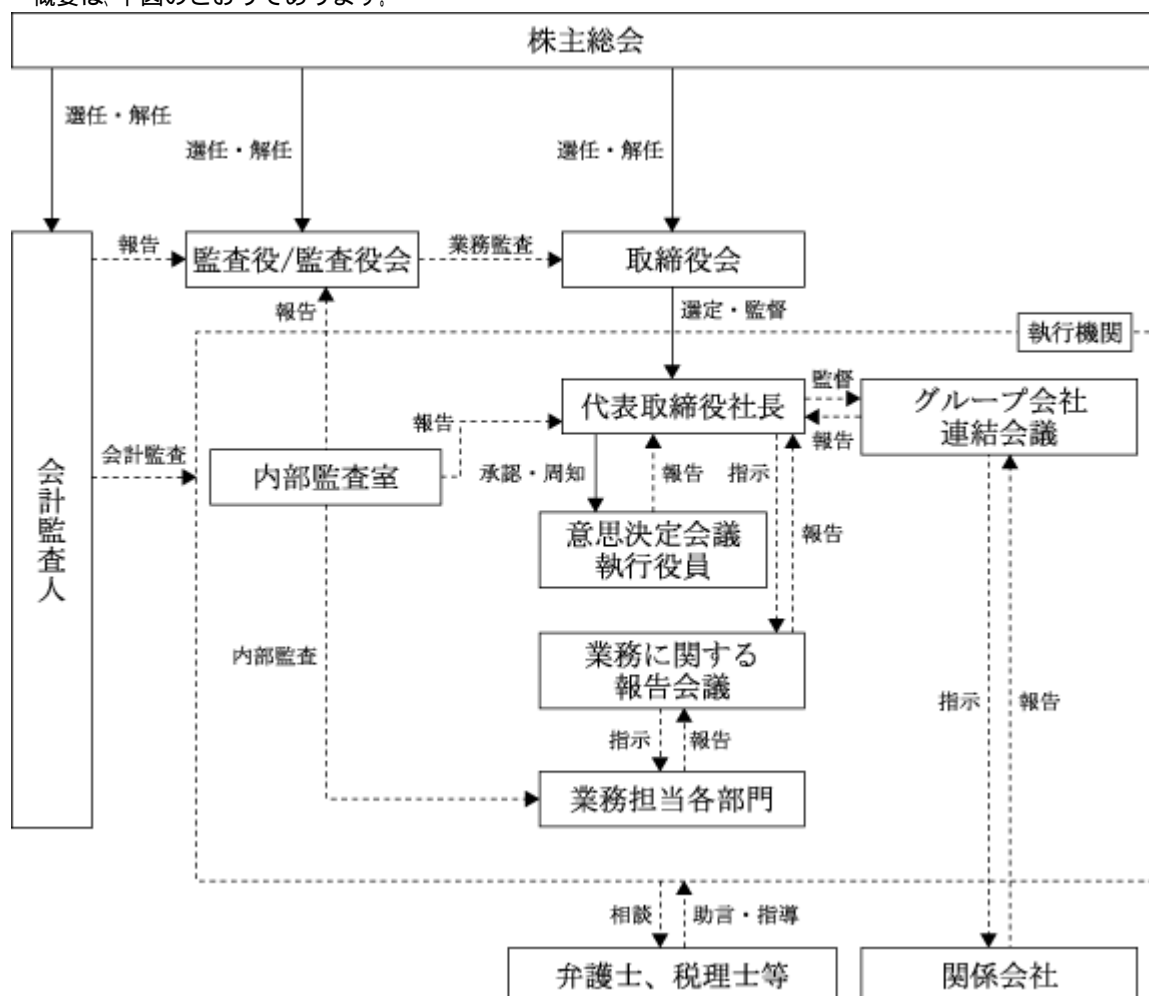 概要は、下図のとおりであります。
株主総会
選任・解任
選任・解任
選任・解任
報告
監査役/監査役会
業務監査
取締役会
報告
選定・監督
執行機関
代表取締役社長
監督
報告
グループ会社
連結会議
報告
会計監査
内部監査室
会計監査人
承認・周知
報告
指示
報告
意思決定会議
執行役員
内部監査
業務に関する
報告会議
指示
報告
指示
報告
業務担当各部門
相談
助言・指導
弁護士、税理士等
関係会社